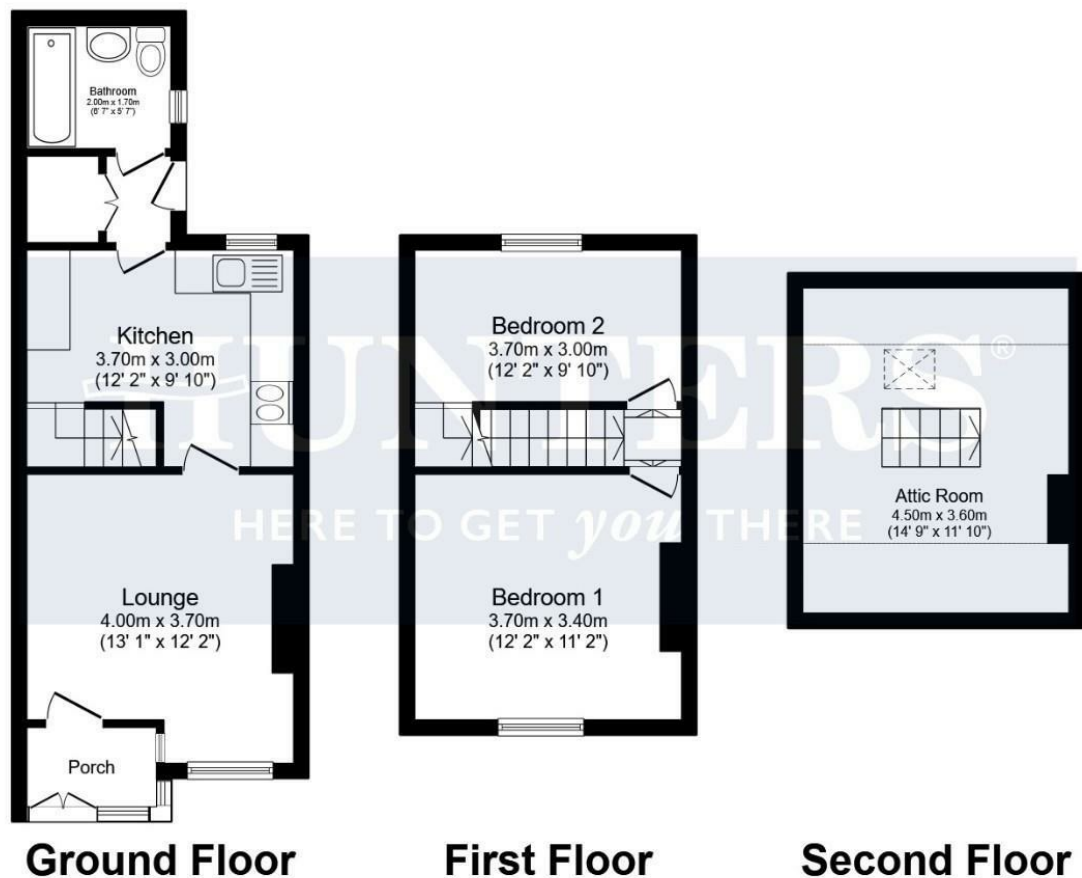 Bathroom
2.00m x 1.70m
(6' 7" x 5' 7")
Kitchen
3.70m x 3.00m
(12' 2" x 9' 10")
Lounge
4.00m x 3.70m
(13' 1" x 12' 2")
Porch
Ground Floor
Bedroom 2
3.70m x 3.00m
(12' 2" x 9' 10")
Bedroom 1
3.70m x 3.40m
(12' 2" x 11' 2")
First Floor
Attic Room
4.50m x 3.60m
(14' 9" x 11' 10")
Second Floor
HUNTERS®
HERE TO GET you THERE